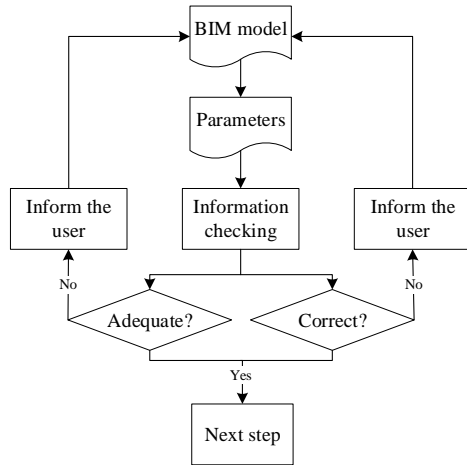 BIM model
Parameters
Inform the
user
Information
checking
Inform the
user
No
No
Adequate?
Correct?
Yes
Next step